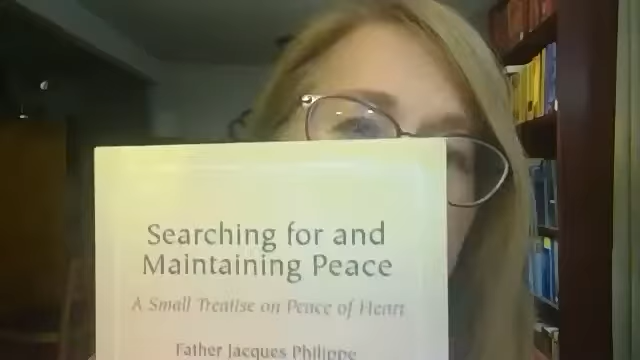 Searching for and
Maintaining Peace
A Small Treatise on Peace of Heart
Father Jacques Philippe